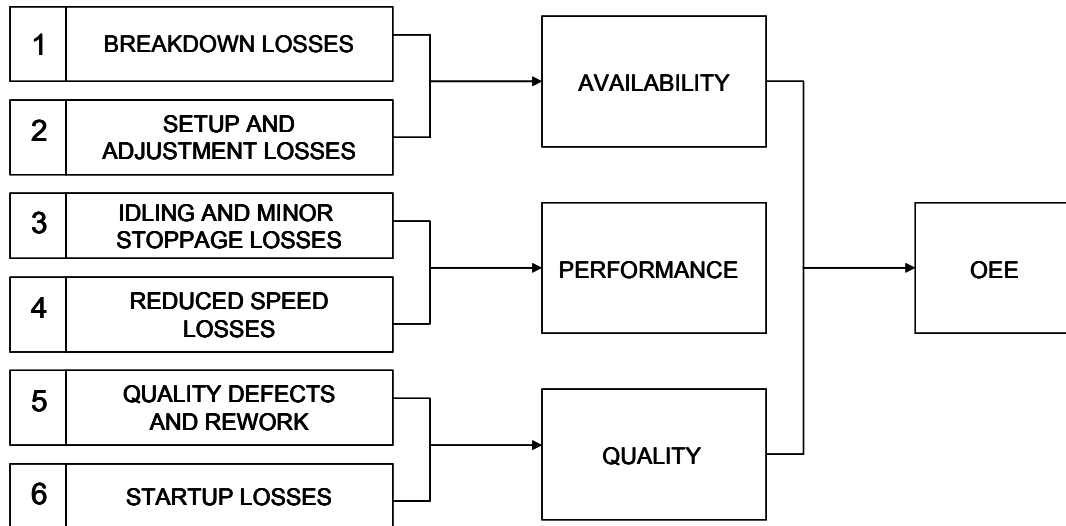 1
BREAKDOWN LOSSES
2
SETUP AND
ADJUSTMENT LOSSES
3
IDLING AND MINOR
STOPPAGE LOSSES
4
REDUCED SPEED
LOSSES
5
QUALITY DEFECTS
AND REWORK
6
STARTUP LOSSES
AVAILABILITY
PERFORMANCE
QUALITY
OEE